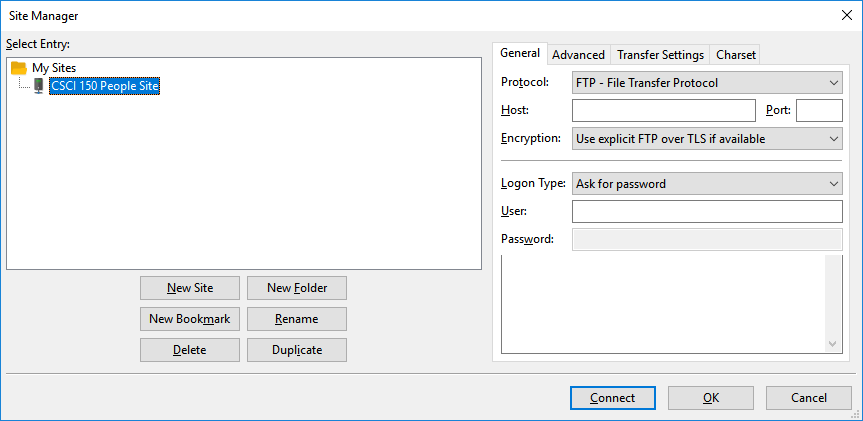 Site Manager
Select Entry:
My Sites
CSCI 150 People Site
New Site
New Folder
New Bookmark
Rename
Delete
Duplicate
General
Advanced
Transfer Settings
Charset
Protocol:
FTP - File Transfer Protocol
Host:
Port:
Encryption:
Use explicit FTP over TLS if available
Logon Type:
Ask for password
User:
Password:
Connect
OK
Cancel